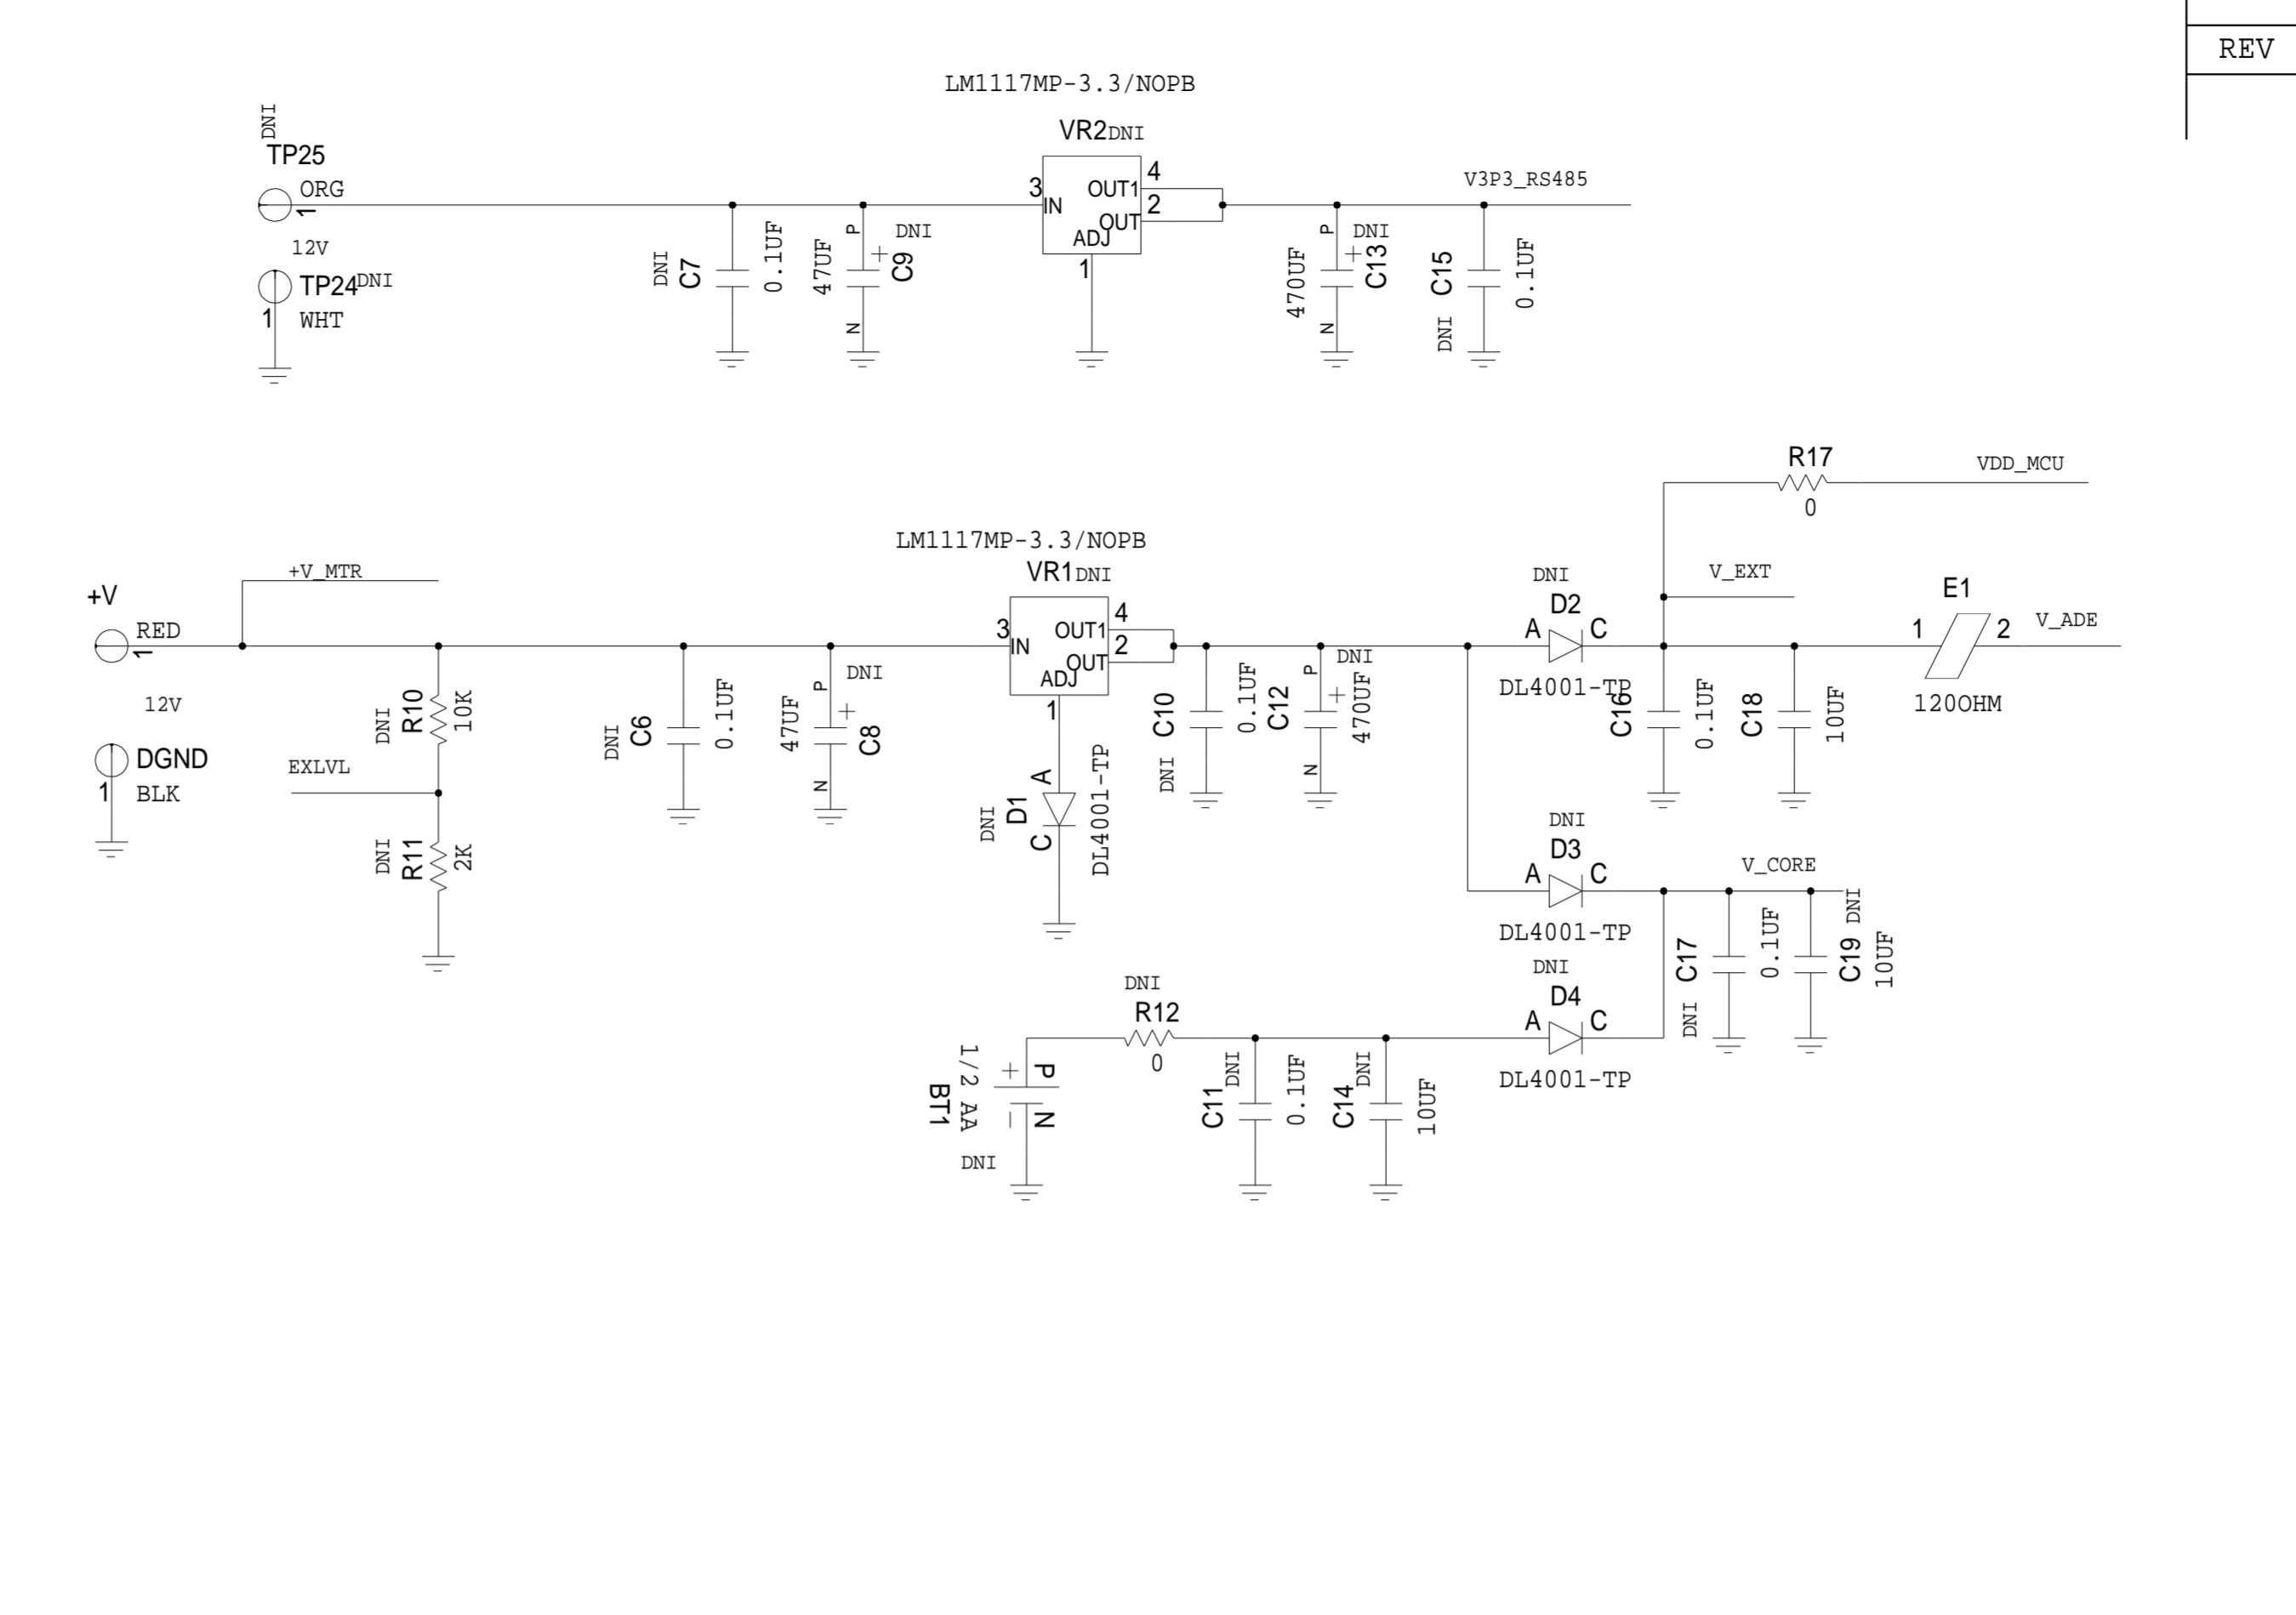 REV
LM1117MP-3.3/NOPB
VR2 DNI
DNI
TP25
ORG
1
12V
TP24 DNI
1
WHT
DNI
C7
0.1UF
47UF
P
N
+
DNI
C9
3
IN
OUT1
OUT
ADJ
4
2
1
V3P3_RS485
470UF
P
N
+
DNI
C13
DNI
C15
0.1UF
R17
0
VDD_MCU
LM1117MP-3.3/NOPB
VR1 DNI
+V_MTR
+V
RED
1
12V
DGND
1
BLK
DNI
R10
10K
EXLVL
DNI
R11
2K
DNI
C6
0.1UF
47UF
P
N
+
DNI
C8
3
IN
OUT1
OUT
ADJ
4
2
1
DNI
D1
A
C
DL4001-TP
DNI
C10
0.1UF
C12
P
N
+
DNI
470UF
DNI
D2
A
C
DL4001-TP
V_EXT
C16
0.1UF
C18
10UF
E1
1
2
120OHM
V_ADE
DNI
D3
A
C
DL4001-TP
V_CORE
DNI
C17
0.1UF
DNI
C19
10UF
DNI
D4
A
C
DL4001-TP
DNI
R12
0
1/2 AA
BT1
+
P
–
N
DNI
DNI
C11
0.1UF
DNI
C14
10UF